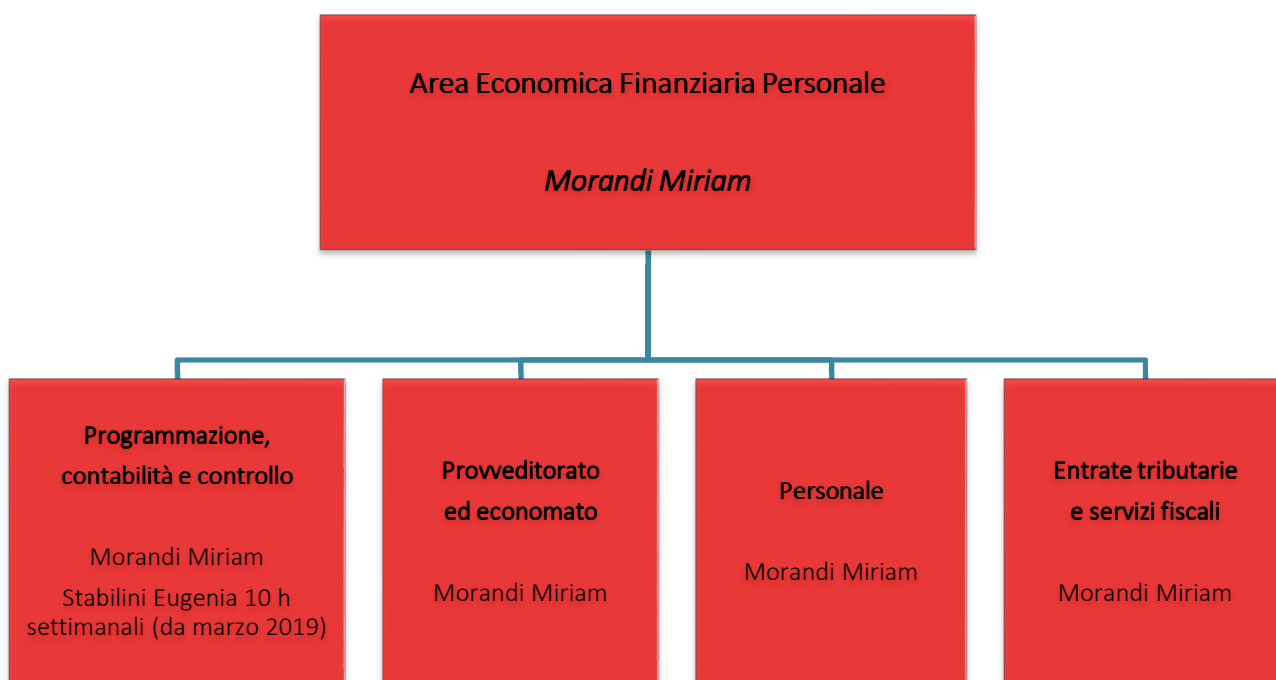 Area Economica Finanziaria Personale
Morandi Miriam
Programmazione,
contabilità e controllo
Morandi Miriam
Stabilini Eugenia 10 h
settimanali (da marzo 2019)
Provveditorato
ed economato
Morandi Miriam
Personale
Morandi Miriam
Entrate tributarie
e servizi fiscali
Morandi Miriam